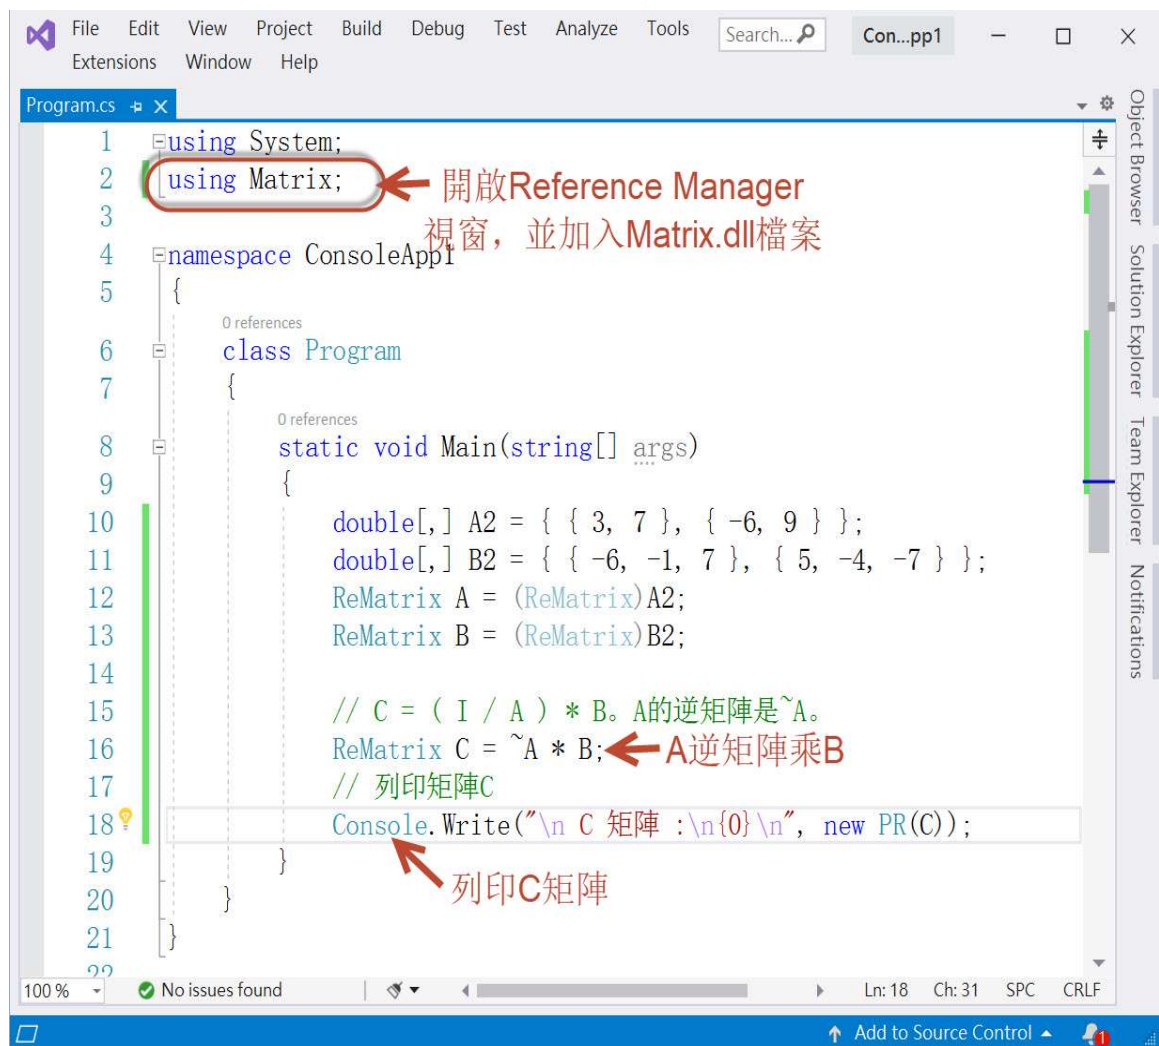 File Edit View Project Build Debug Test Analyze Tools Search... Con...pp1
Extensions Window Help
Program.cs
1 using System;
2 using Matrix; 開啟Reference Manager
3 視窗，並加入Matrix.dll檔案
4 namespace ConsoleApp1
5 {
0 references
6 class Program
7 {
0 references
8 static void Main(string[] args)
9 {
10 double[,] A2 = { { 3, 7 }, { -6, 9 } };
11 double[,] B2 = { { -6, -1, 7 }, { 5, -4, -7 } };
12 ReMatrix A = (ReMatrix)A2;
13 ReMatrix B = (ReMatrix)B2;
14
15 // C = ( I / A ) * B。A的逆矩陣是~A。
16 ReMatrix C = ~A * B; A逆矩陣乘B
17 // 列印矩陣C
18 Console.Write("\n C 矩陣 :\n{0}\n", new PR(C));
19 }
列印C矩陣
20 }
21 }
22
100 % No issues found Ln: 18 Ch: 31 SPC CRLF
Add to Source Control 1
Object Browser
Solution Explorer
Team Explorer
Notifications